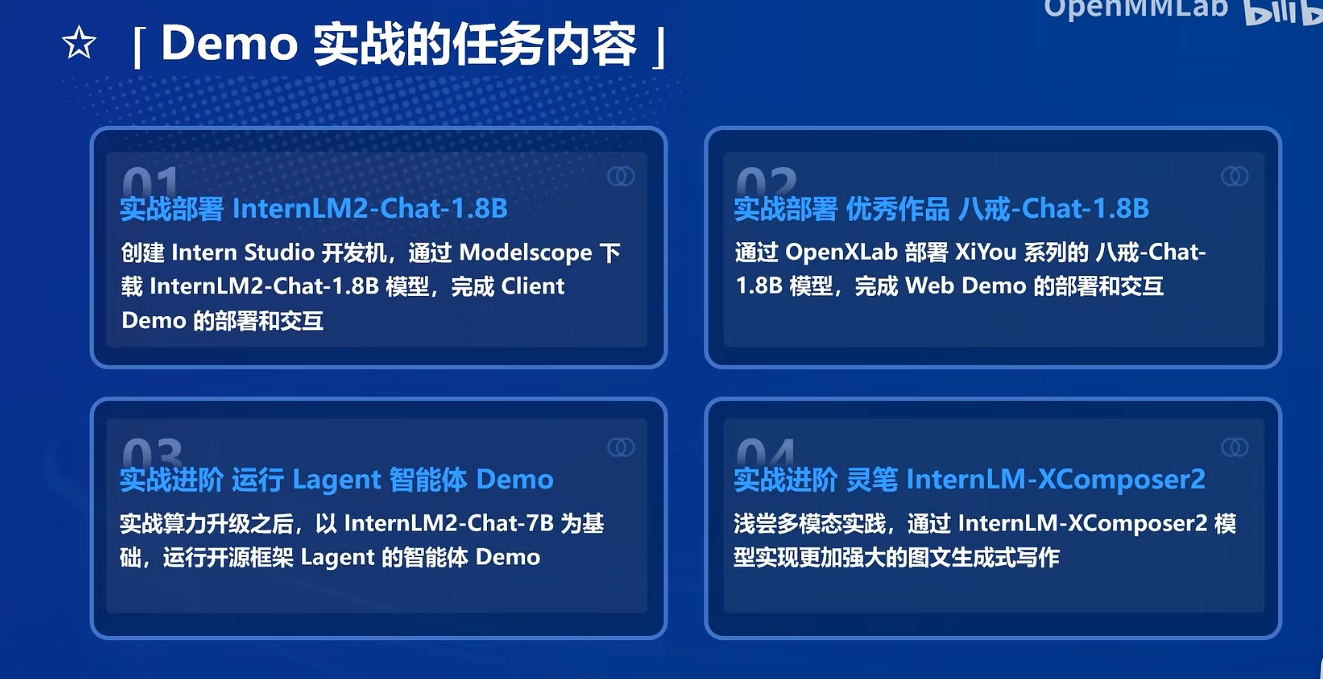 OpenMMLab bilib
☆「Demo 实战的任务内容」
01
实战部署 InternLM2-Chat-1.8B
创建 Intern Studio 开发机，通过 Modelscope 下
载 InternLM2-Chat-1.8B 模型，完成 Client
Demo 的部署和交互
02
实战部署 优秀作品 八戒-Chat-1.8B
通过 OpenXLab 部署 XiYou 系列的 八戒-Chat-
1.8B 模型，完成 Web Demo 的部署和交互
03
实战进阶 运行 Lagent 智能体 Demo
实战算力升级之后，以 InternLM2-Chat-7B 为基
础，运行开源框架 Lagent 的智能体 Demo
04
实战进阶 灵笔 InternLM-XComposer2
浅尝多模态实践，通过 InternLM-XComposer2 模
型实现更加强大的图文生成式写作